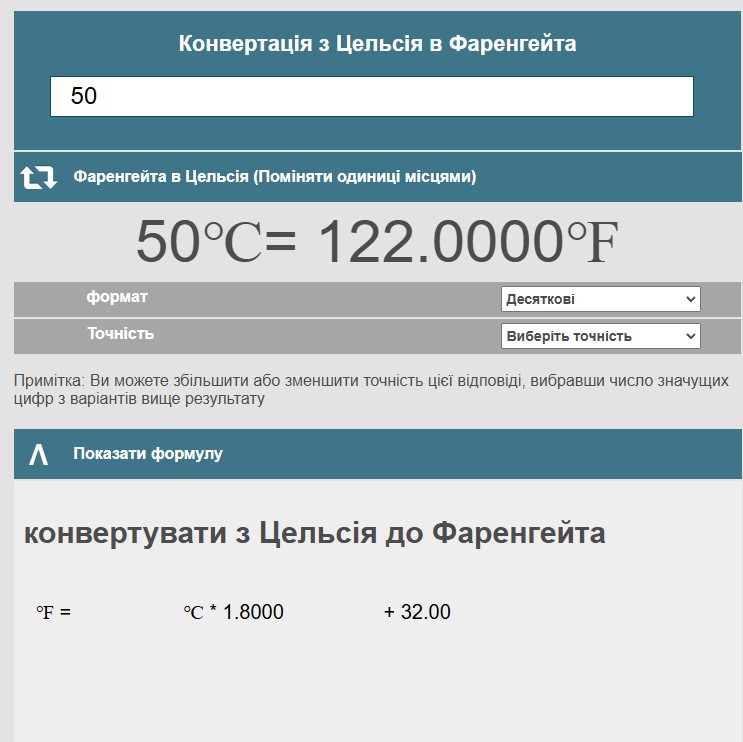 Конвертація з Цельсія в Фаренгейта
50
Фаренгейта в Цельсія (Поміняти одиниці місцями)
50℃= 122.0000℉
формат Десяткові
Точність Виберіть точність
Примітка: Ви можете збільшити або зменшити точність цієї відповіді, вибравши число значущих
цифр з варіантів вище результату
Показати формулу
конвертувати з Цельсія до Фаренгейта
℉ = ℃ * 1.8000 + 32.00